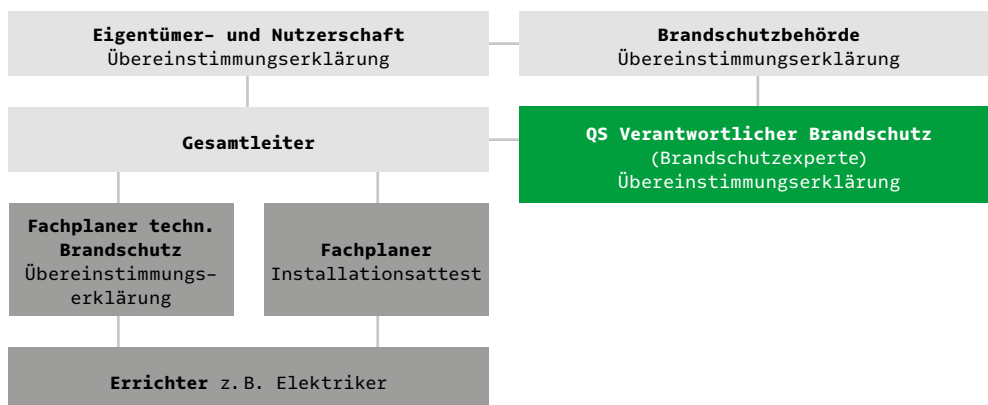 Eigentümer- und Nutzerschaft
Übereinstimmungserklärung
Brandschutzbehörde
Übereinstimmungserklärung
Gesamtleiter
QS Verantwortlicher Brandschutz
(Brandschutzexperte)
Übereinstimmungserklärung
Fachplaner techn.
Brandschutz
Übereinstimmungs-
erklärung
Fachplaner
Installationsattest
Errichter z. B. Elektriker